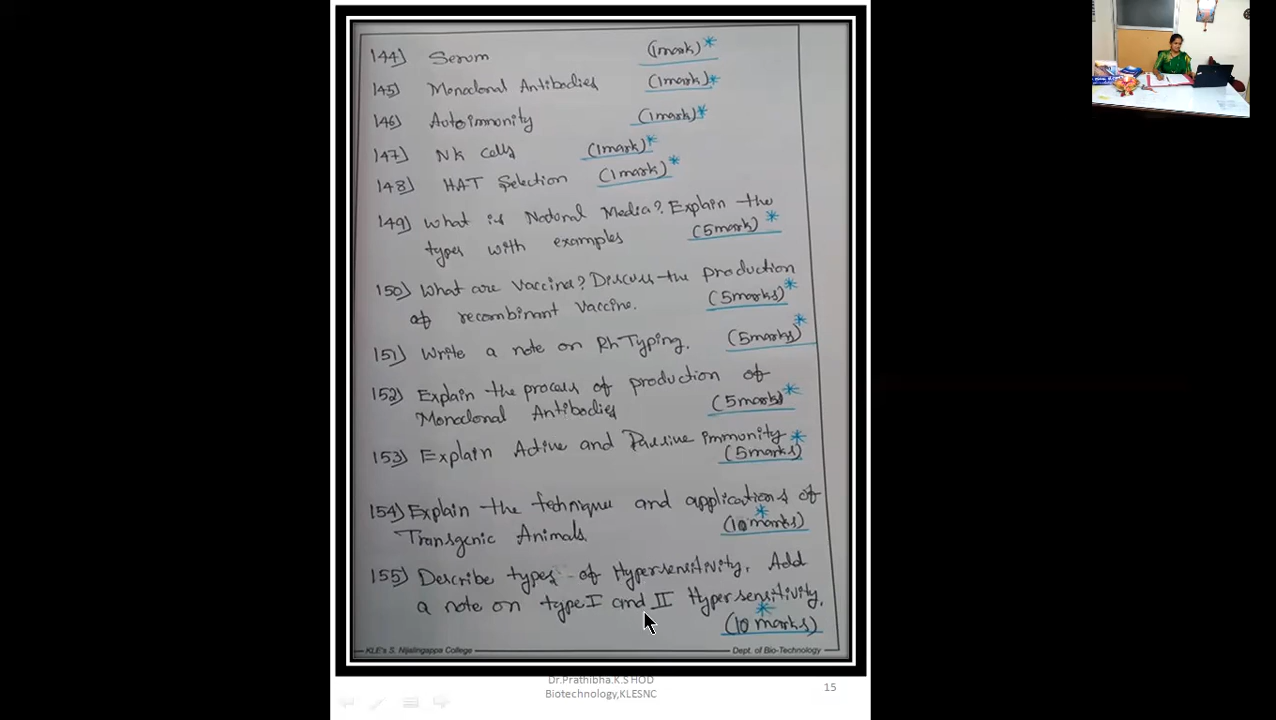 144) Serum (1mark)*
145) Monoclonal Antibodies (1mark)*
146) Autoimmunity (1mark)*
147) NK Cells (1mark)*
148) HAT Selection (1mark)*
149) What is Natural Media? Explain the
types with examples (5mark)*
150) What are vaccine? Discuss the production
of recombinant vaccine. (5marks)*
151) Write a note on Rh Typing. (5marks)*
152) Explain the process of production of
Monoclonal Antibodies (5marks)*
153) Explain Active and Passive immunity*
(5marks)
154) Explain the techniques and applications of
Transgenic Animals (10marks)*
155) Describe types of Hypersensitivity. Add
a note on type I and II Hypersensitivity.
(10 marks)*
KLE's S. Nijalingappa College Dept. of Bio-Technology
Dr.Prathibha.K.S HOD
Biotechnology,KLESNC
15